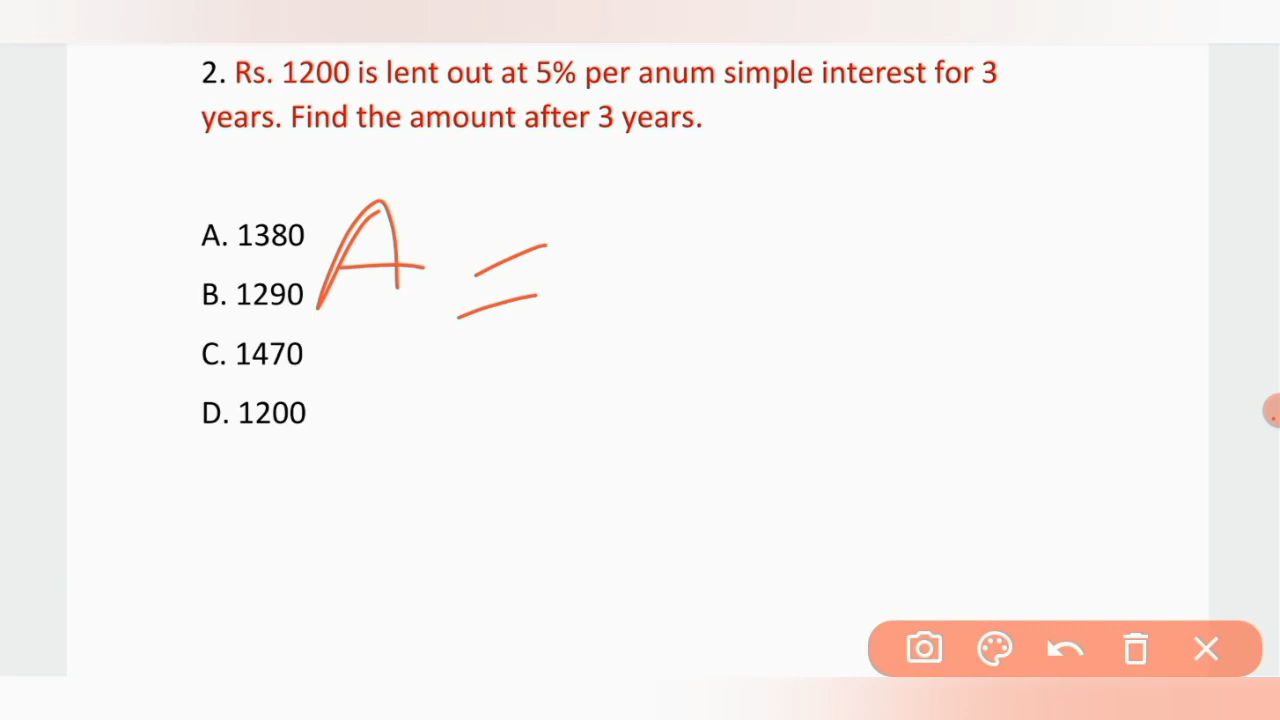 2. Rs. 1200 is lent out at 5% per anum simple interest for 3
years. Find the amount after 3 years.
A. 1380
A =
B. 1290
C. 1470
D. 1200